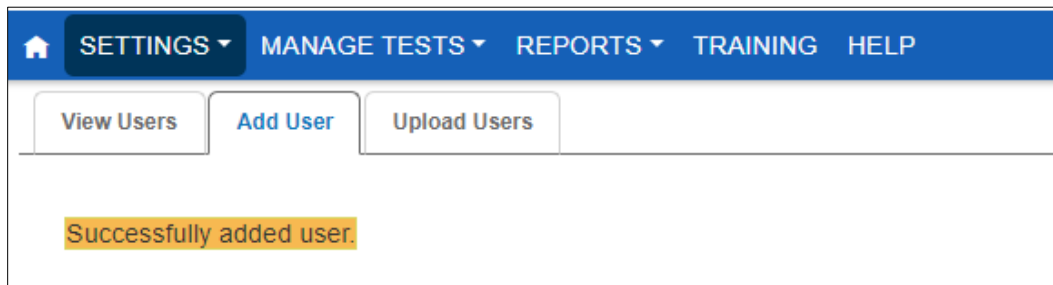 SETTINGS MANAGE TESTS REPORTS TRAINING HELP
View Users Add User Upload Users
Successfully added user.